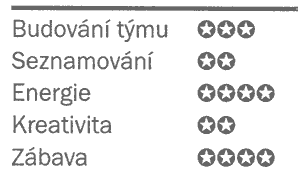 Budování týmu ✪✪✪
Seznamování ✪✪
Energie ✪✪✪✪
Kreativita ✪✪
Zábava ✪✪✪✪